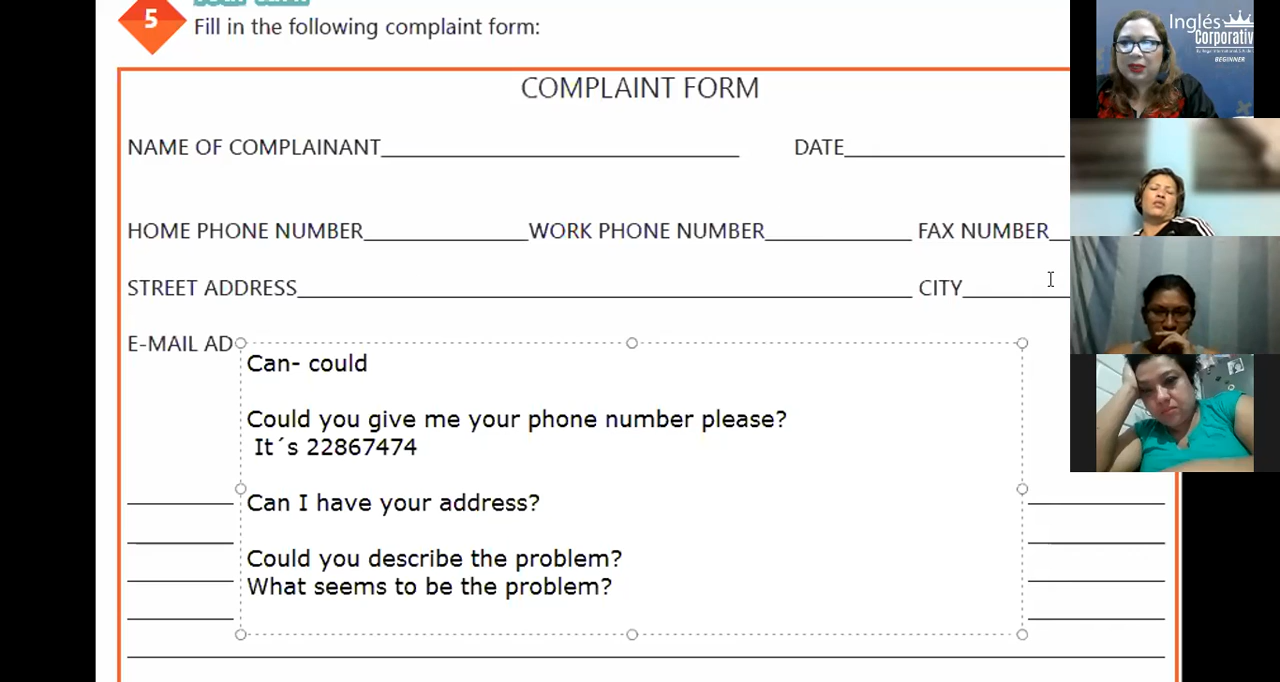 5
Fill in the following complaint form:
COMPLAINT FORM
NAME OF COMPLAINANT DATE
HOME PHONE NUMBER WORK PHONE NUMBER FAX NUMBER
STREET ADDRESS CITY
E-MAIL AD
Can- could
Could you give me your phone number please?
It´s 22867474
Can I have your address?
Could you describe the problem?
What seems to be the problem?
Inglés
Corporativ
BEGINNER